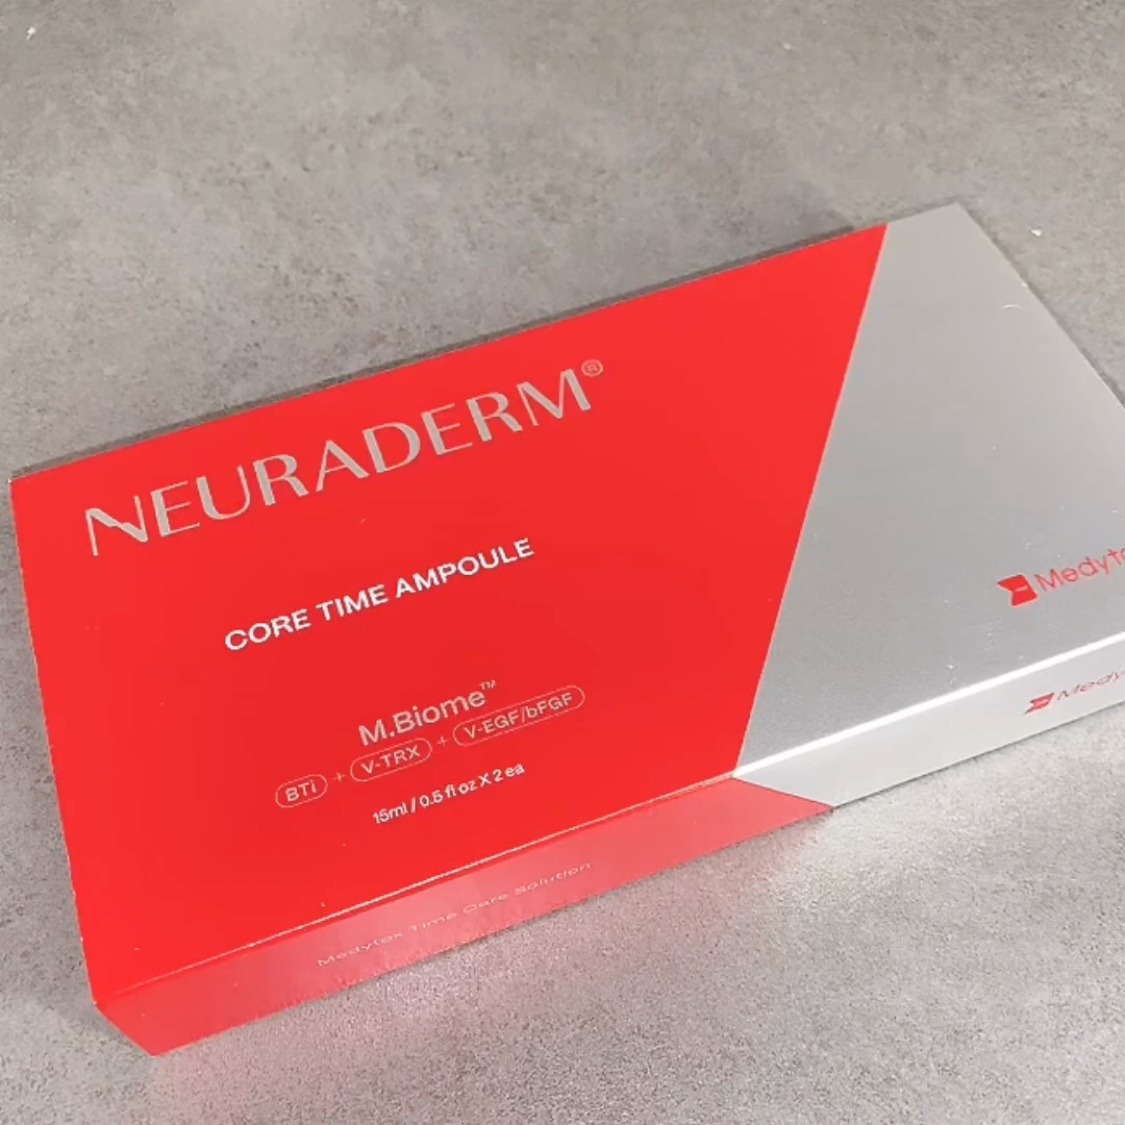 NEURADERM®
CORE TIME AMPOULE
M.Biome™
BTi + V-TRX + V-EGF/bFGF
15ml / 0.5 fl oz X 2 ea
Medytox Time Care Solution